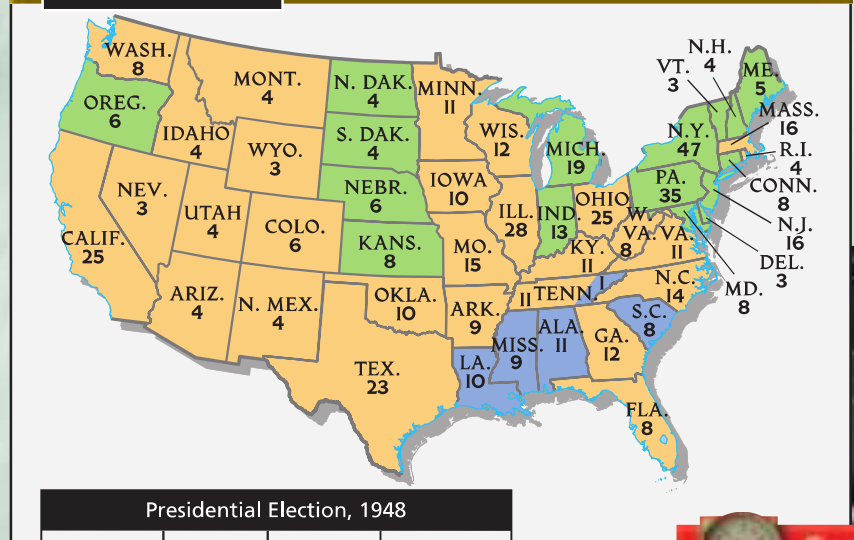 WASH.
8
OREG.
6
CALIF.
25
NEV.
3
IDAHO
4
MONT.
4
WYO.
3
UTAH
4
COLO.
6
ARIZ.
4
N. MEX.
4
N. DAK.
4
S. DAK.
4
NEBR.
6
KANS.
8
OKLA.
10
TEX.
23
MINN.
11
IOWA
10
MO.
15
ARK.
9
LA.
10
WIS.
12
ILL.
28
MICH.
19
IND.
13
OHIO
25
KY.
11
11 TENN.
1
MISS.
9
ALA.
11
GA.
12
FLA.
8
S.C.
8
N.C.
14
W.
VA.
8
VA.
11
PA.
35
N.Y.
47
VT.
3
N.H.
4
ME.
5
MASS.
16
R.I.
4
CONN.
8
N.J.
16
DEL.
3
MD.
8
Presidential Election, 1948